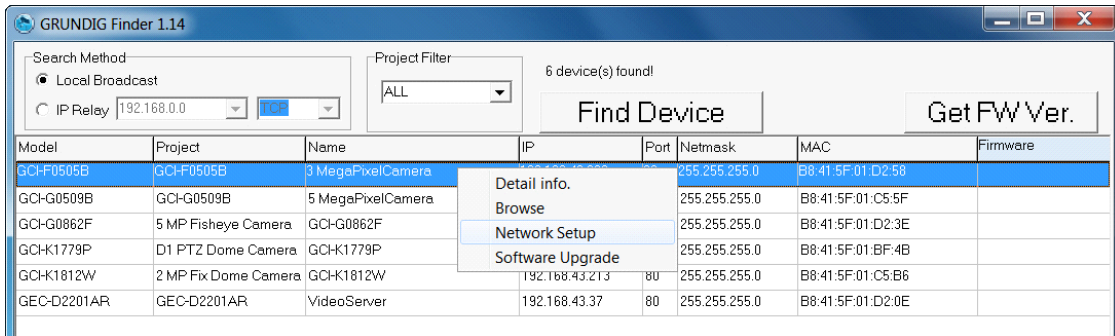 GRUNDIG Finder 1.14
Search Method
Local Broadcast
IP Relay 192.168.0.0 TCP
Project Filter
ALL
6 device(s) found!
Find Device
Get FW Ver.
Model Project Name IP Port Netmask MAC Firmware
GCI-F0505B GCI-F0505B 3 MegaPixelCamera 255.255.255.0 B8:41:5F:01:D2:58
GCI-G0509B GCI-G0509B 5 MegaPixelCamera 255.255.255.0 B8:41:5F:01:C5:5F
GCI-G0862F 5 MP Fisheye Camera GCI-G0862F 255.255.255.0 B8:41:5F:01:D2:3E
GCI-K1779P D1 PTZ Dome Camera GCI-K1779P 255.255.255.0 B8:41:5F:01:BF:4B
GCI-K1812W 2 MP Fix Dome Camera GCI-K1812W 192.168.43.213 80 255.255.255.0 B8:41:5F:01:C5:B6
GEC-D2201AR GEC-D2201AR VideoServer 192.168.43.37 80 255.255.255.0 B8:41:5F:01:D2:0E
Detail info.
Browse
Network Setup
Software Upgrade